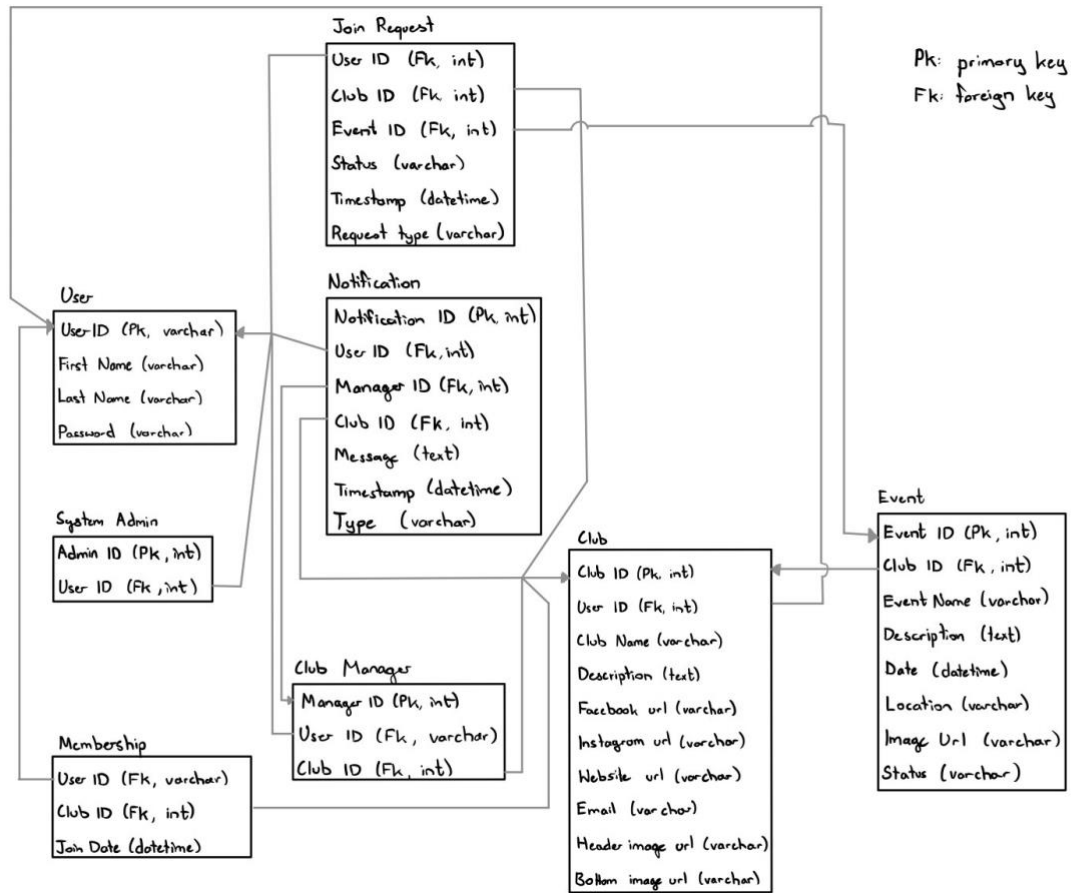 Join Request
User ID (Fk, int)
Club ID (Fk, int)
Event ID (Fk, int)
Status (varchar)
Timestamp (datetime)
Request type (varchar)
Pk: primary key
Fk: foreign key
Notification
Notification ID (Pk, int)
User ID (Fk, int)
Manager ID (Fk, int)
Club ID (Fk, int)
Message (text)
Timestamp (datetime)
Type (varchar)
User
User ID (Pk, varchar)
First Name (varchar)
Last Name (varchar)
Password (varchar)
System Admin
Admin ID (Pk, int)
User ID (Fk, int)
Club Manager
Manager ID (Pk, int)
User ID (Fk, varchar)
Club ID (Fk, int)
Membership
User ID (Fk, varchar)
Club ID (Fk, int)
Join Date (datetime)
Club
Club ID (Pk, int)
User ID (Fk, int)
Club Name (varchar)
Description (text)
Facebook url (varchar)
Instagram url (varchar)
Website url (varchar)
Email (varchar)
Header image url (varchar)
Bottom image url (varchar)
Event
Event ID (Pk, int)
Club ID (Fk, int)
Event Name (varchar)
Description (text)
Date (datetime)
Location (varchar)
Image Url (varchar)
Status (varchar)